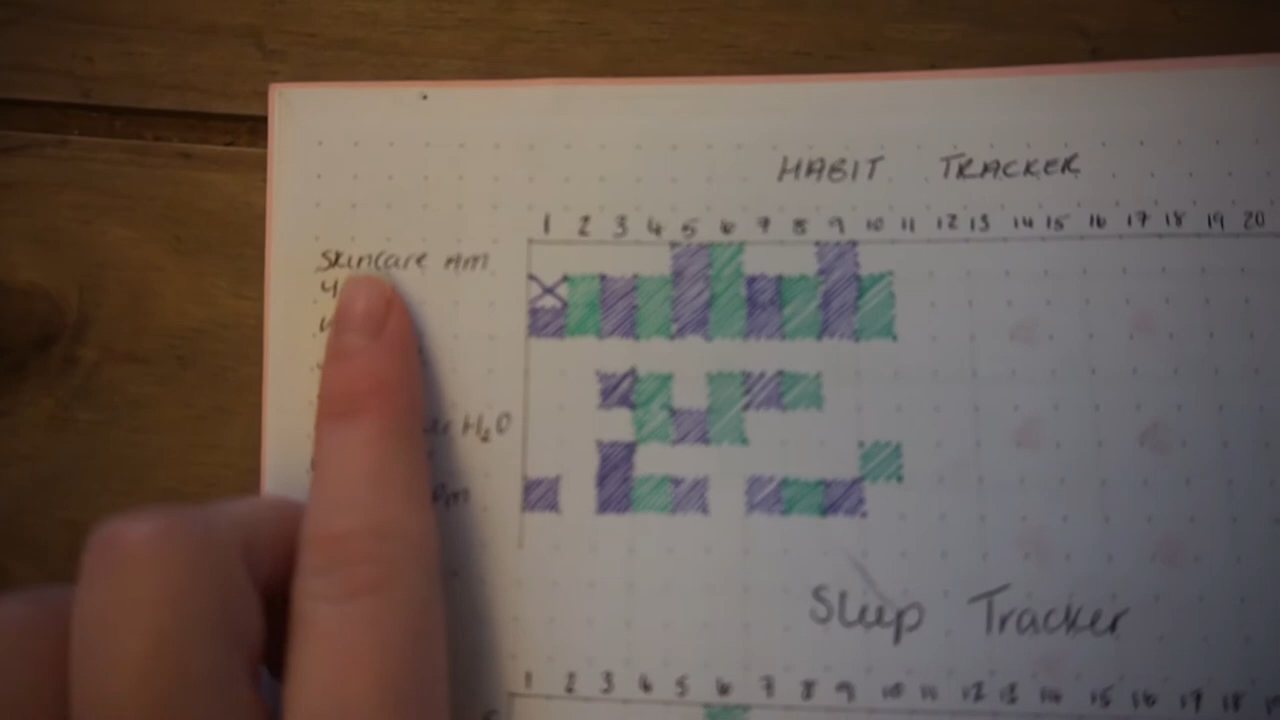 HABIT TRACKER
1 2 3 4 5 6 7 8 9 10 11 12 13 14 15 16 17 18 19 20
Skincare Am
H₂O
Pm
Sleep Tracker
1 2 3 4 5 6 7 8 9 10 11 12 13 14 15 16 17 18